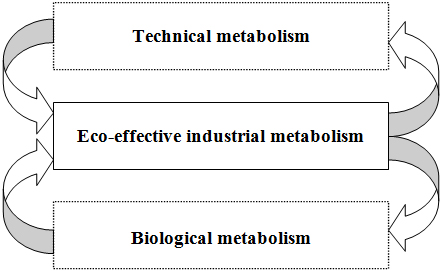 Technical metabolism
Eco-effective industrial metabolism
Biological metabolism